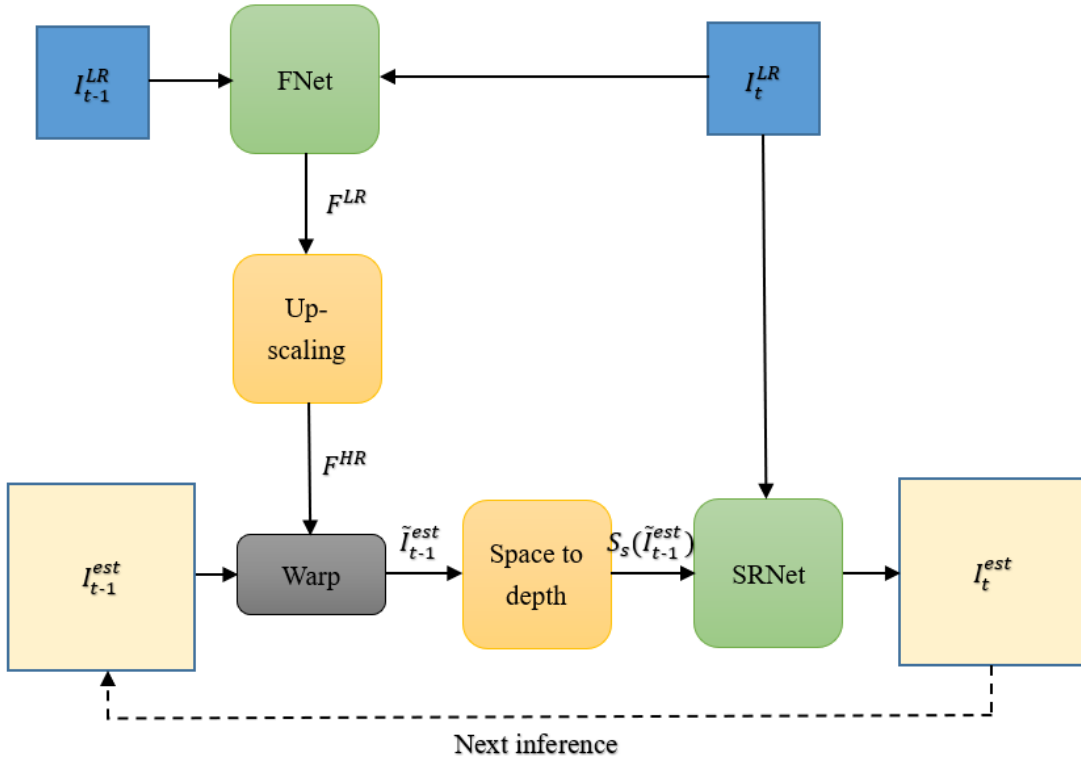 I_{t-1}^{LR}
FNet
I_t^{LR}
F^{LR}
Up-
scaling
F^{HR}
I_{t-1}^{est}
Warp
Ĩ_{t-1}^{est}
Space to
depth
S_s(Ĩ_{t-1}^{est})
SRNet
I_t^{est}
Next inference